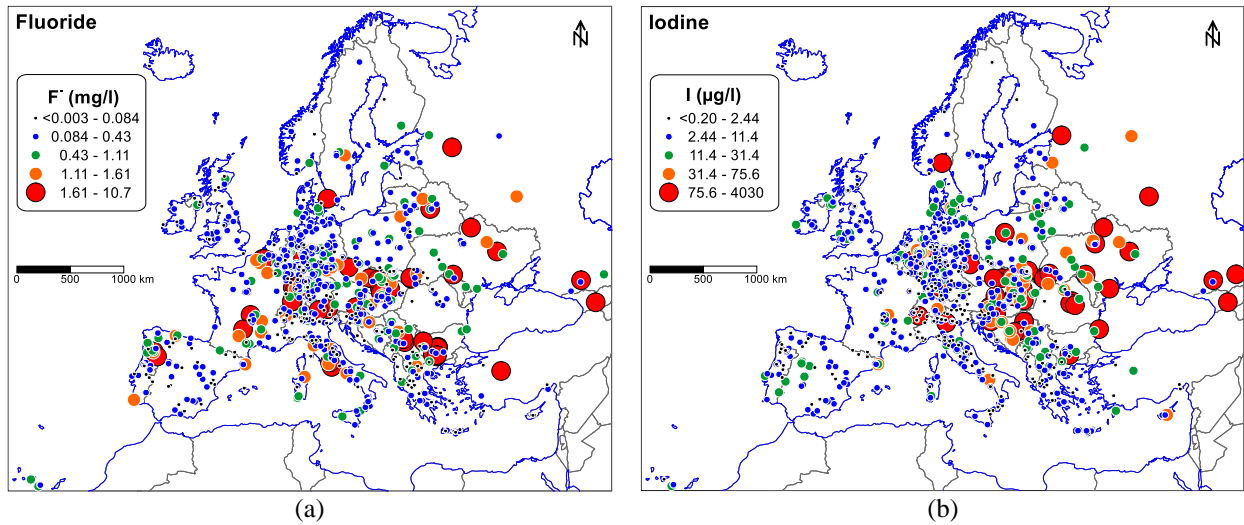 Fluoride
N
F⁻ (mg/l)
<0.003 - 0.084
0.084 - 0.43
0.43 - 1.11
1.11 - 1.61
1.61 - 10.7
0 500 1000 km
(a)
Iodine
N
I (µg/l)
<0.20 - 2.44
2.44 - 11.4
11.4 - 31.4
31.4 - 75.6
75.6 - 4030
0 500 1000 km
(b)